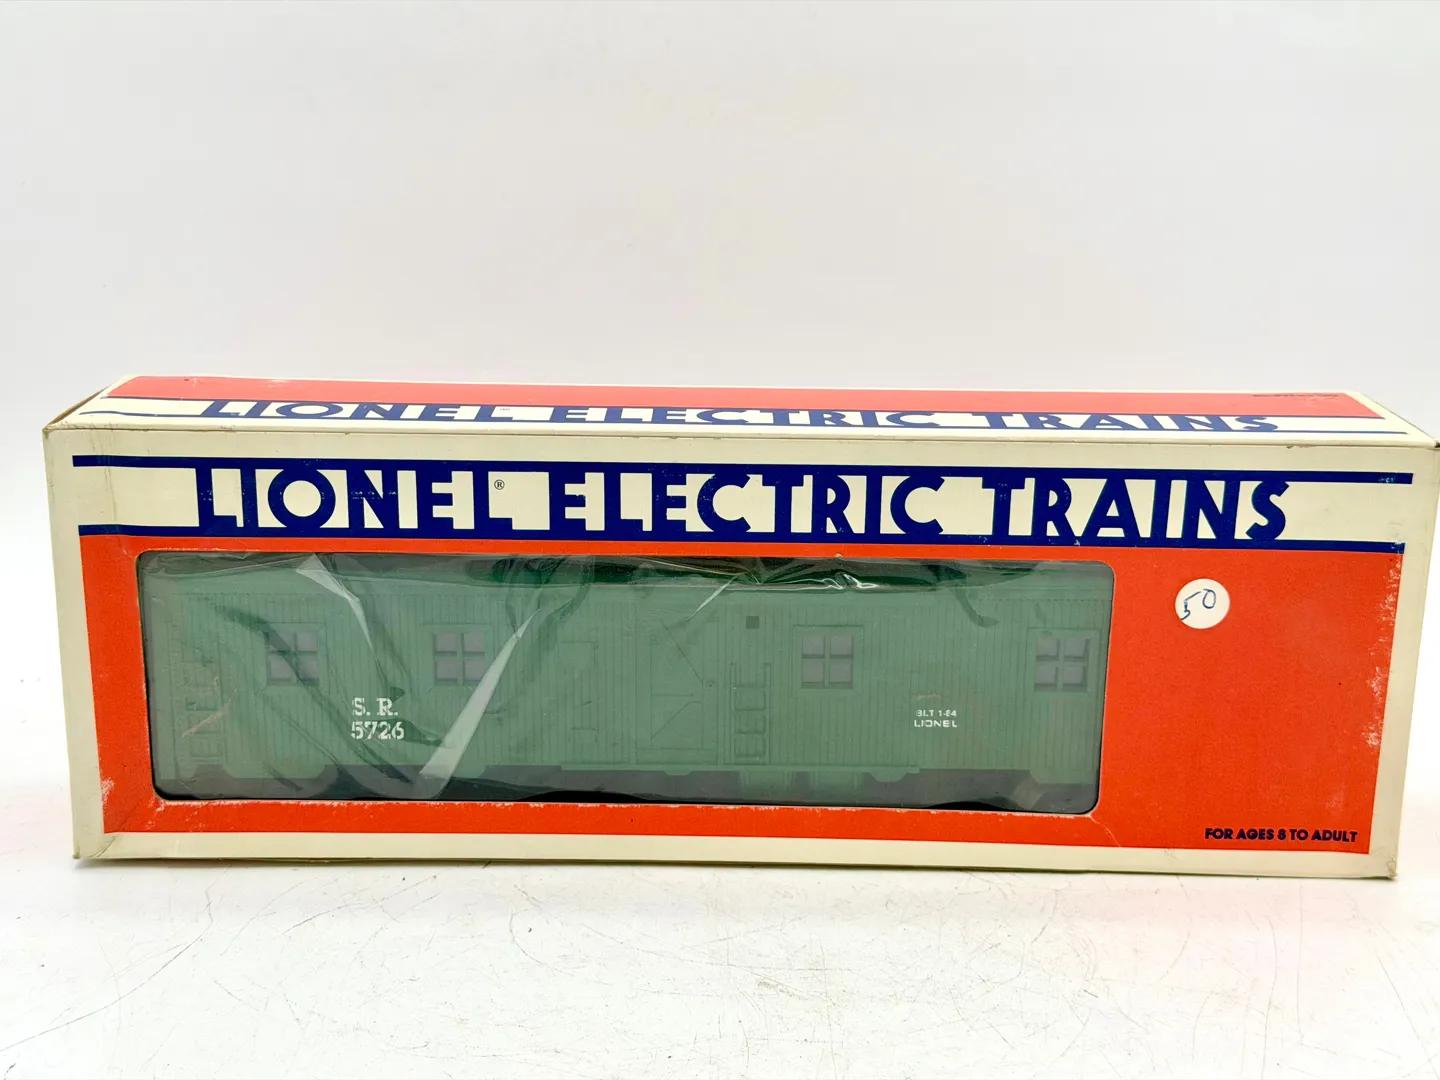 LIONEL® ELECTRIC TRAINS
LIONEL® ELECTRIC TRAINS
50
S. R.
5726
BLT 1-84
LIONEL
FOR AGES 8 TO ADULT